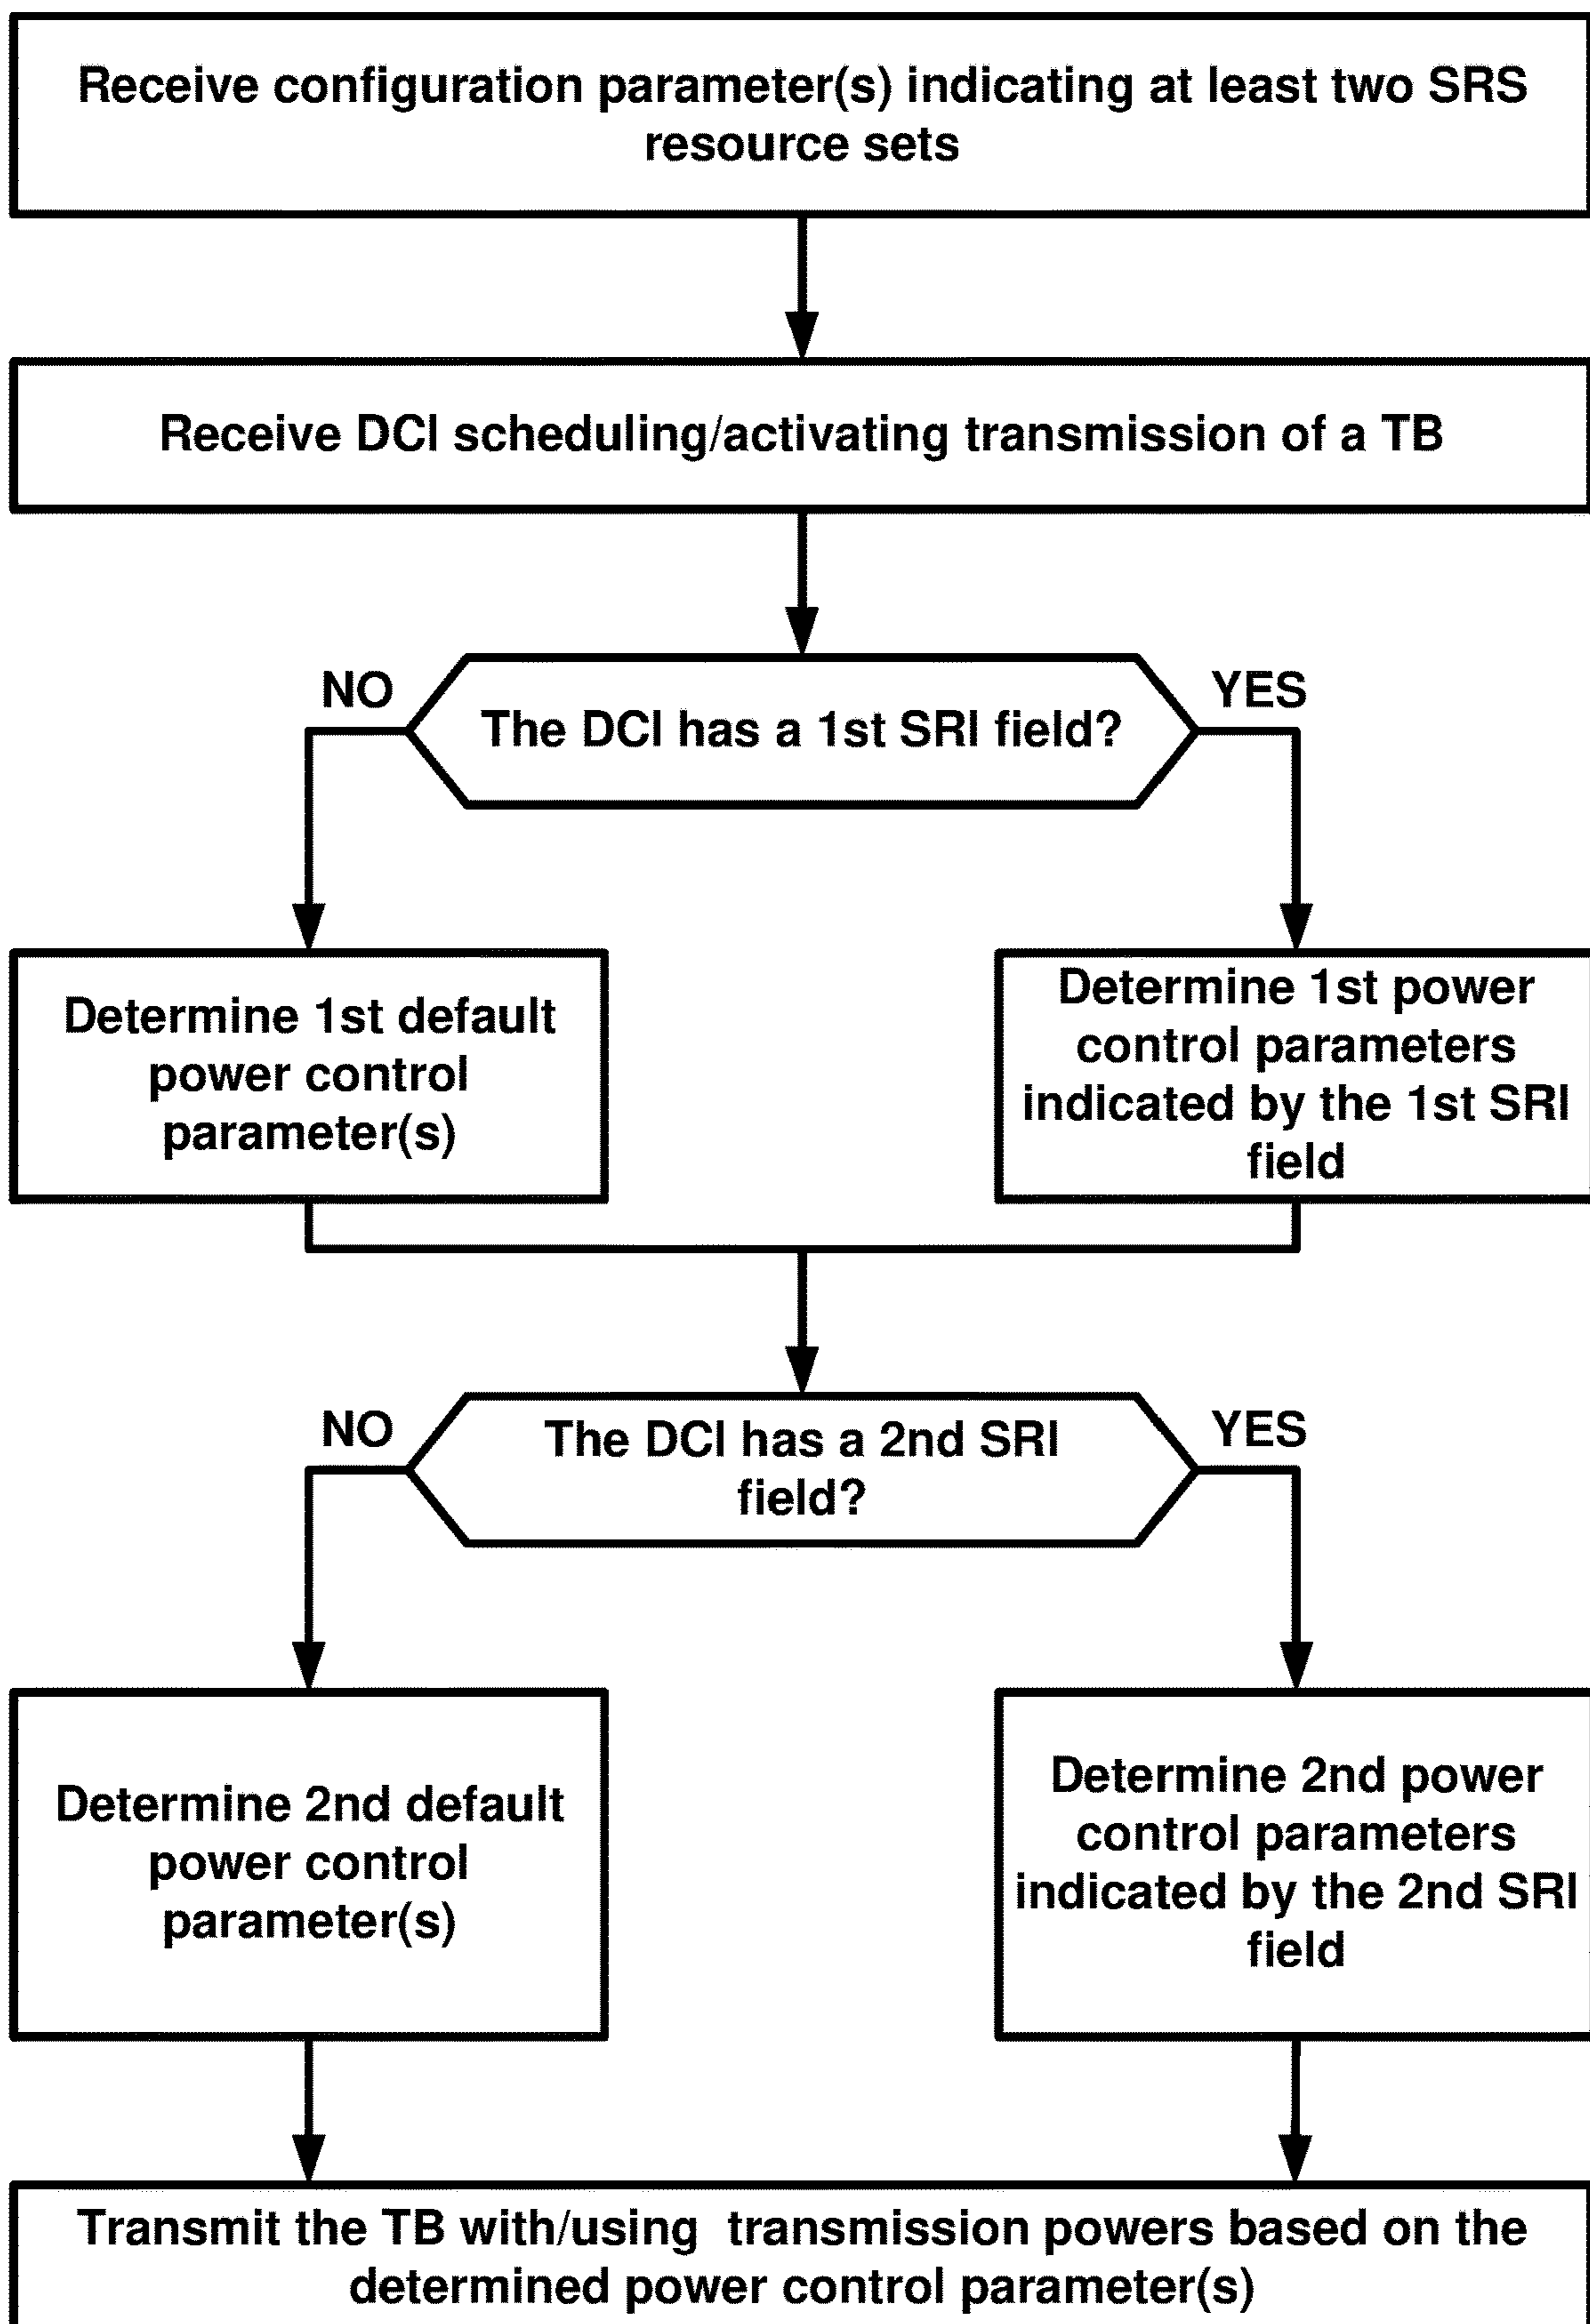 Receive configuration parameter(s) indicating at least two SRS
resource sets
Receive DCI scheduling/activating transmission of a TB
NO
YES
The DCI has a 1st SRI field?
Determine 1st default
power control
parameter(s)
Determine 1st power
control parameters
indicated by the 1st SRI
field
NO
YES
The DCI has a 2nd SRI
field?
Determine 2nd default
power control
parameter(s)
Determine 2nd power
control parameters
indicated by the 2nd SRI
field
Transmit the TB with/using transmission powers based on the
determined power control parameter(s)